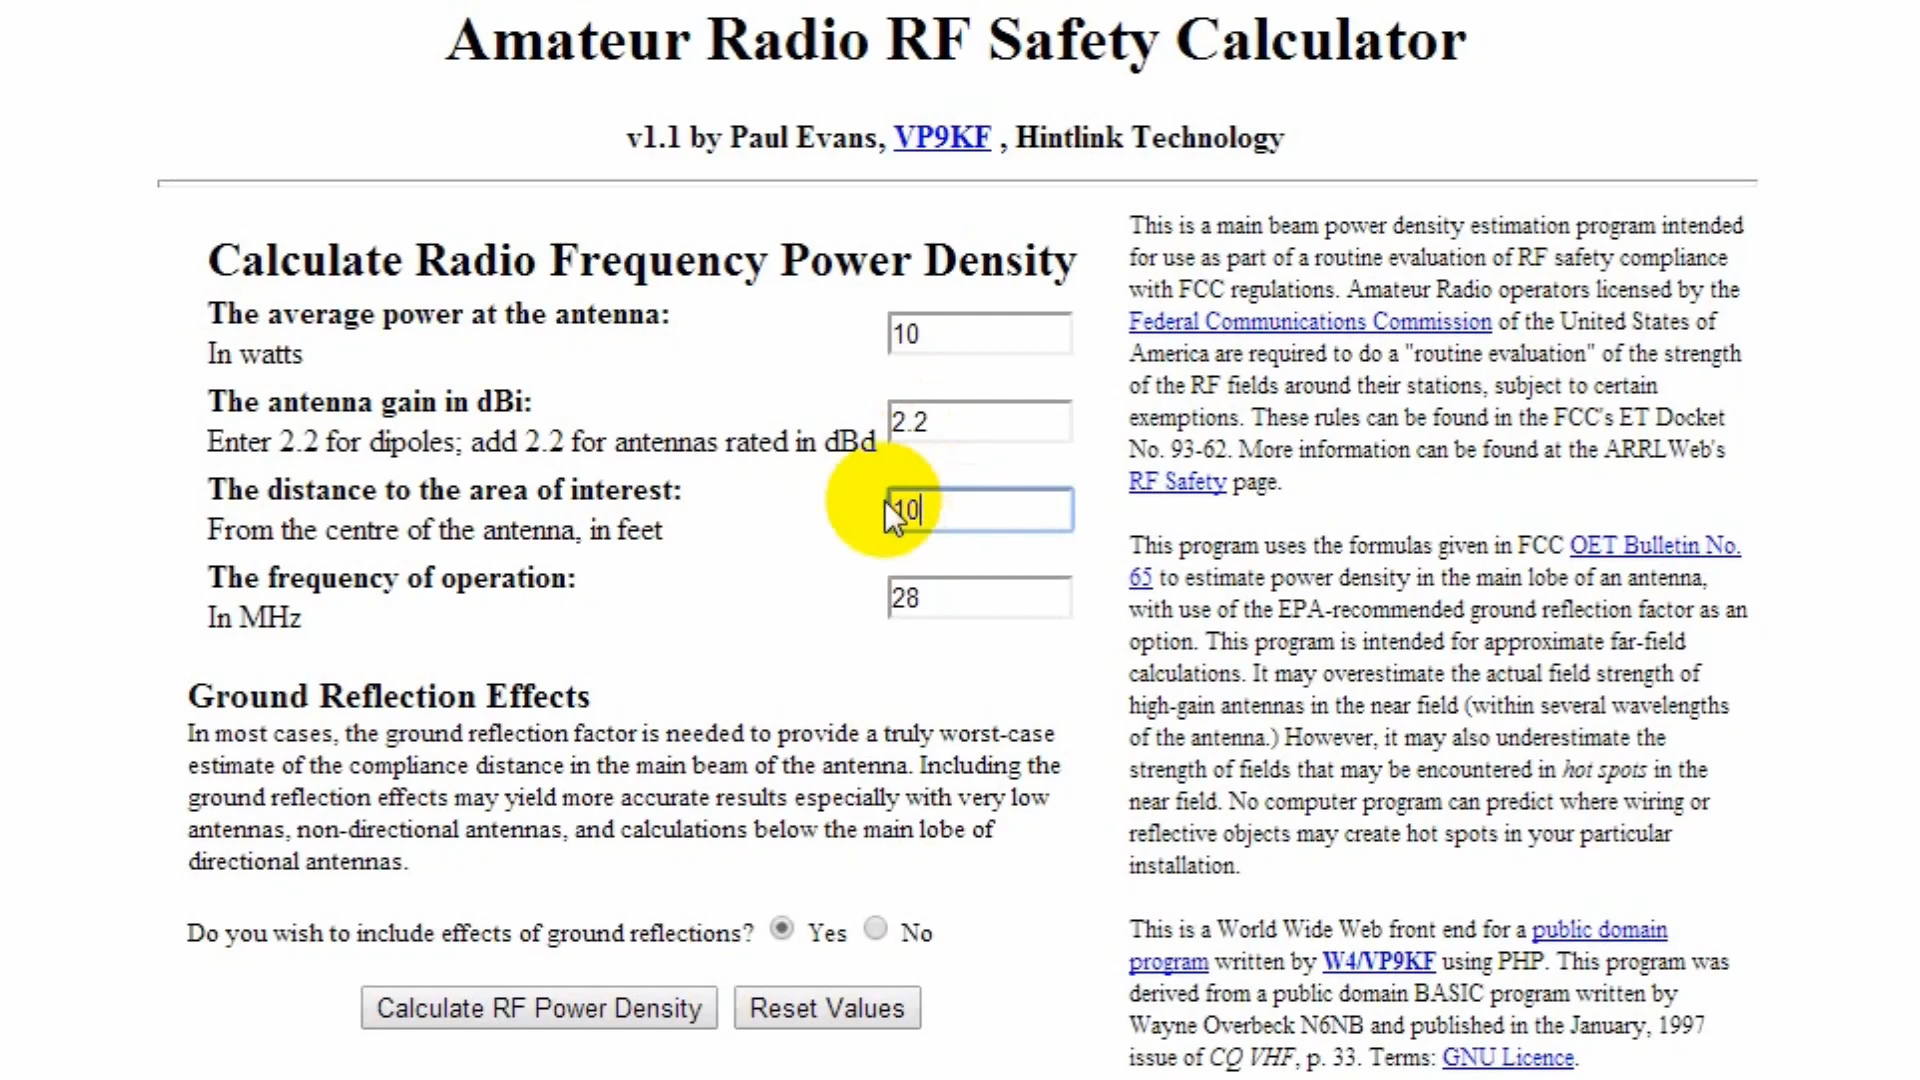 Amateur Radio RF Safety Calculator
v1.1 by Paul Evans, VP9KF , Hintlink Technology
Calculate Radio Frequency Power Density
The average power at the antenna:
In watts
10
The antenna gain in dBi:
Enter 2.2 for dipoles; add 2.2 for antennas rated in dBd
2.2
The distance to the area of interest:
From the centre of the antenna, in feet
10
The frequency of operation:
In MHz
28
Ground Reflection Effects
In most cases, the ground reflection factor is needed to provide a truly worst-case
estimate of the compliance distance in the main beam of the antenna. Including the
ground reflection effects may yield more accurate results especially with very low
antennas, non-directional antennas, and calculations below the main lobe of
directional antennas.
Do you wish to include effects of ground reflections? Yes No
Calculate RF Power Density Reset Values
This is a main beam power density estimation program intended
for use as part of a routine evaluation of RF safety compliance
with FCC regulations. Amateur Radio operators licensed by the
Federal Communications Commission of the United States of
America are required to do a "routine evaluation" of the strength
of the RF fields around their stations, subject to certain
exemptions. These rules can be found in the FCC's ET Docket
No. 93-62. More information can be found at the ARRLWeb's
RF Safety page.
This program uses the formulas given in FCC OET Bulletin No.
65 to estimate power density in the main lobe of an antenna,
with use of the EPA-recommended ground reflection factor as an
option. This program is intended for approximate far-field
calculations. It may overestimate the actual field strength of
high-gain antennas in the near field (within several wavelengths
of the antenna.) However, it may also underestimate the
strength of fields that may be encountered in hot spots in the
near field. No computer program can predict where wiring or
reflective objects may create hot spots in your particular
installation.
This is a World Wide Web front end for a public domain
program written by W4/VP9KF using PHP. This program was
derived from a public domain BASIC program written by
Wayne Overbeck N6NB and published in the January, 1997
issue of CQ VHF, p. 33. Terms: GNU Licence.